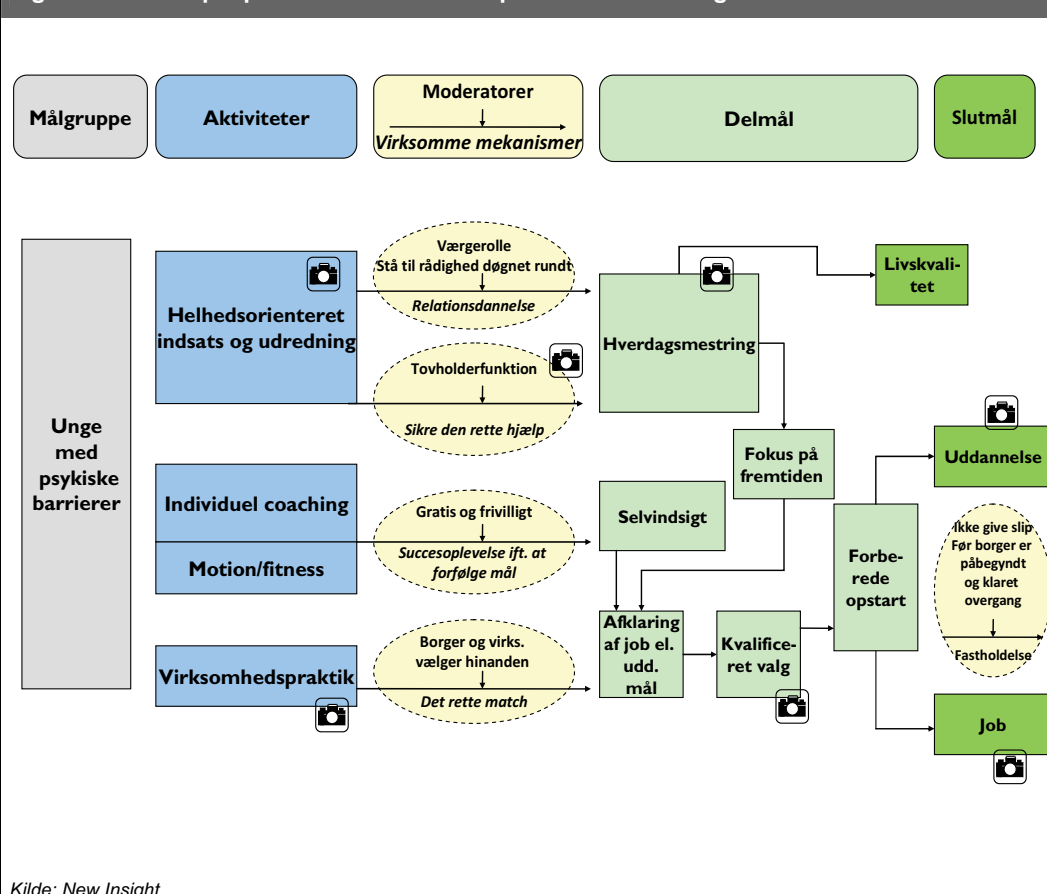 Målgruppe
Aktiviteter
Moderatorer
Virksomme mekanismer
Delmål
Slutmål
Unge
med
psykiske
barrierer
Helhedsorienteret
indsats og udredning
Værgerolle
Stå til rådighed døgnet rundt
Relationsdannelse
Tovholderfunktion
Sikre den rette hjælp
Hverdagsmestring
Livskvali-
tet
Individuel coaching
Motion/fitness
Gratis og frivilligt
Succesoplevelse ift. at
forfølge mål
Selvindsigt
Fokus på
fremtiden
Virksomhedspraktik
Borger og virks.
vælger hinanden
Det rette match
Afklaring
af job el.
udd.
mål
Kvalifice-
ret valg
Forbe-
rede
opstart
Uddannelse
Ikke give slip
Før borger er
påbegyndt
og klaret
overgang
Fastholdelse
Job
Kilde: New Insight